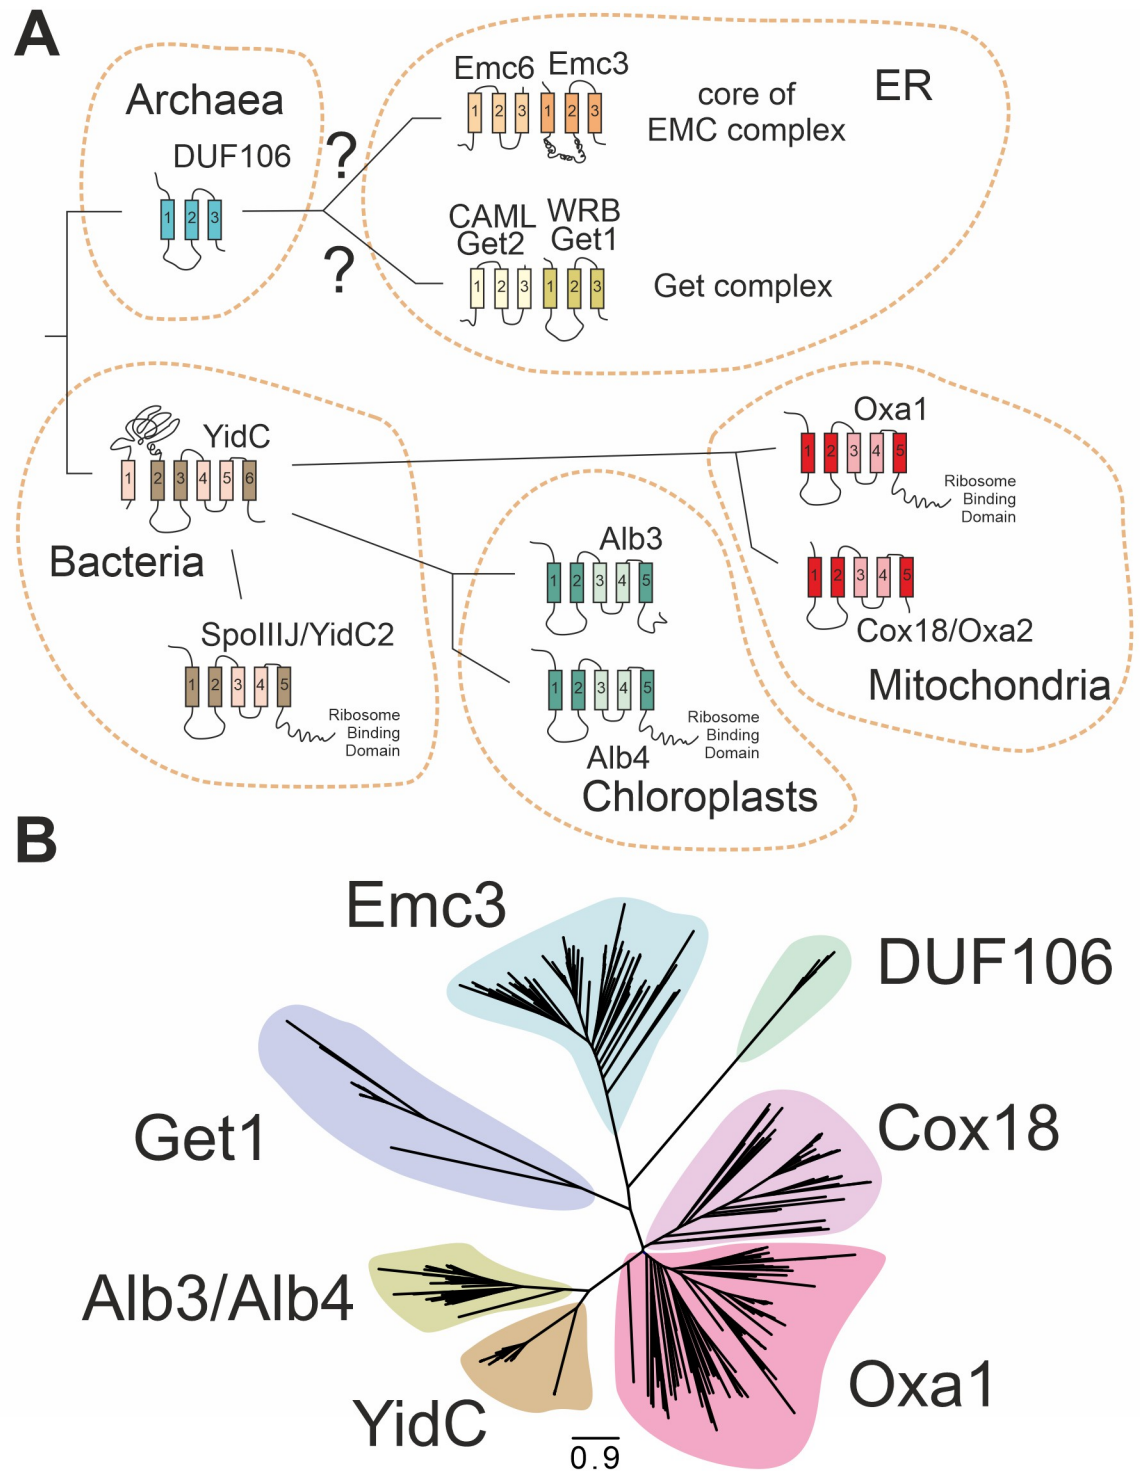 A
Archaea
DUF106
1 2 3
?
?
Emc6 Emc3
1 2 3 1 2 3
core of
EMC complex
ER
CAML WRB
Get2 Get1
1 2 3 1 2 3
Get complex
YidC
1 2 3 4 5 6
Bacteria
SpoIIIJ/YidC2
1 2 3 4 5
Ribosome
Binding
Domain
Alb3
1 2 3 4 5
1 2 3 4 5
Ribosome
Binding
Domain
Alb4
Chloroplasts
Oxa1
1 2 3 4 5
Ribosome
Binding
Domain
1 2 3 4 5
Cox18/Oxa2
Mitochondria
B
Emc3
DUF106
Get1
Cox18
Alb3/Alb4
Oxa1
YidC
0.9